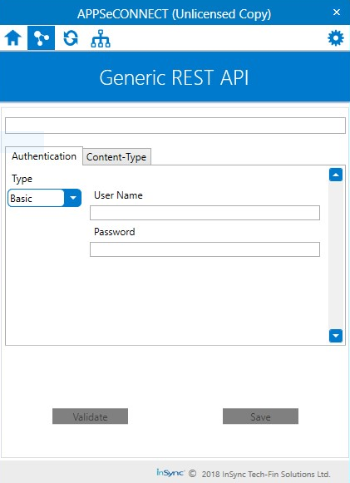 APPSeCONNECT (Unlicensed Copy)
Generic REST API
Authentication Content-Type
Type
Basic
User Name
Password
Validate Save
InSync © 2018 InSync Tech-Fin Solutions Ltd.